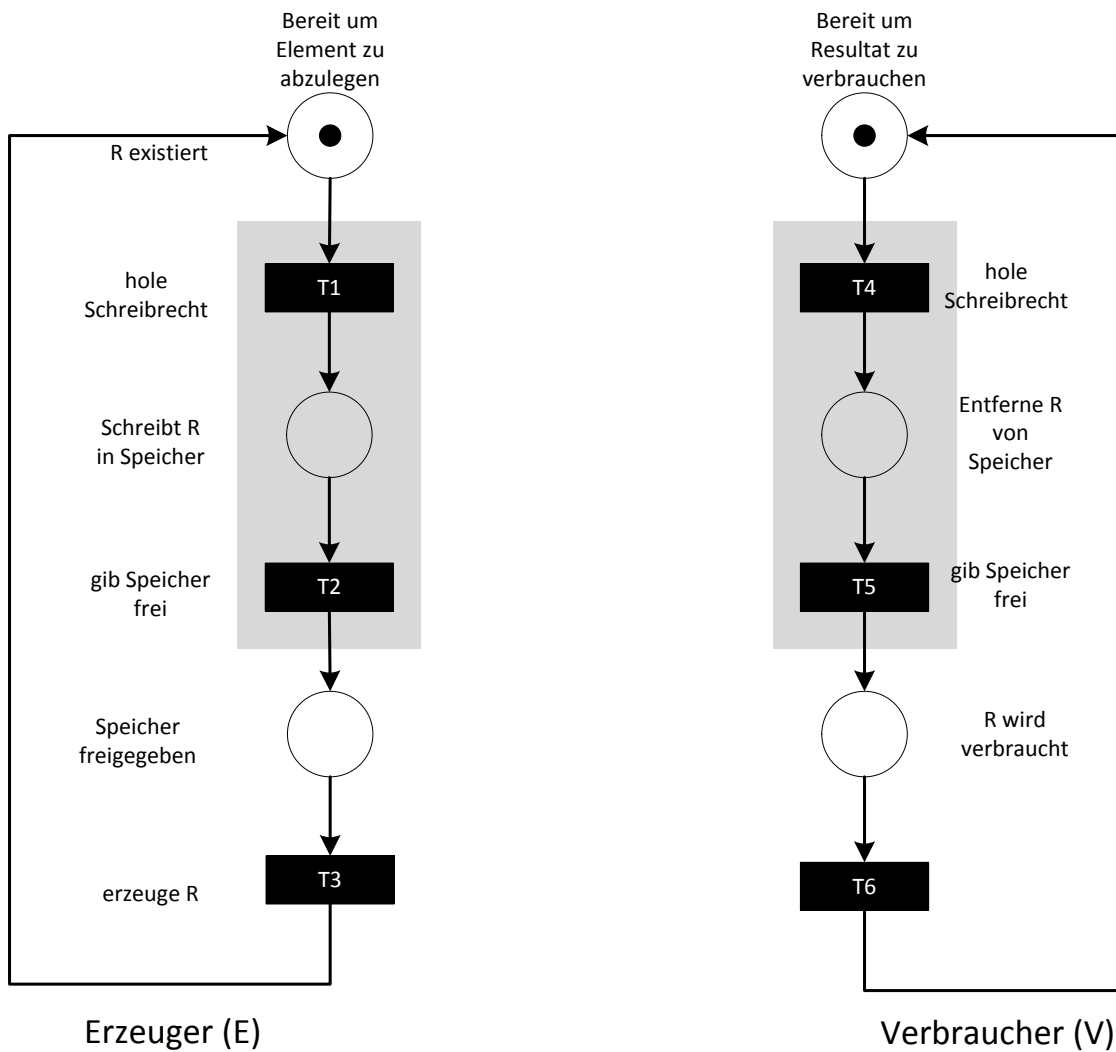 Bereit um
Element zu
abzulegen
R existiert
hole
Schreibrecht
T1
Schreibt R
in Speicher
gib Speicher
frei
T2
Speicher
freigegeben
erzeuge R
T3
Erzeuger (E)
Bereit um
Resultat zu
verbrauchen
T4
hole
Schreibrecht
Entferne R
von
Speicher
T5
gib Speicher
frei
R wird
verbraucht
T6
Verbraucher (V)